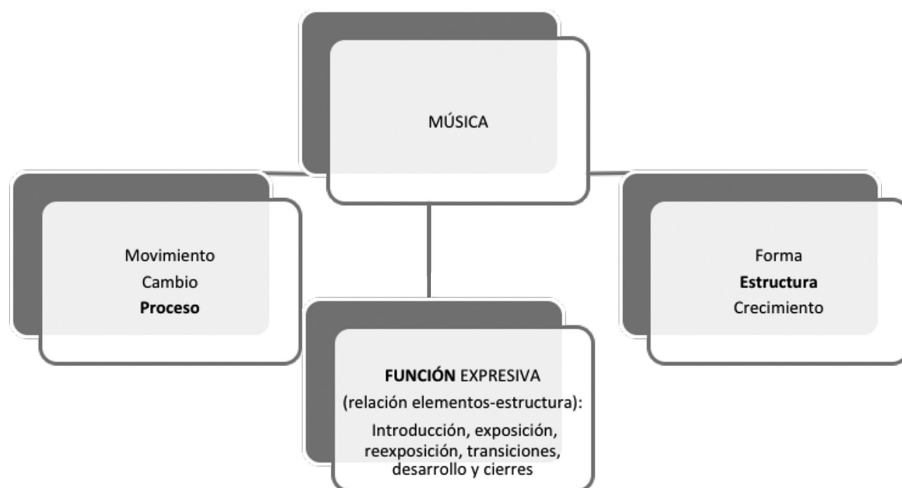 MÚSICA
Movimiento
Cambio
Proceso
Forma
Estructura
Crecimiento
FUNCIÓN EXPRESIVA
(relación elementos-estructura):
Introducción, exposición,
reexposición, transiciones,
desarrollo y cierres